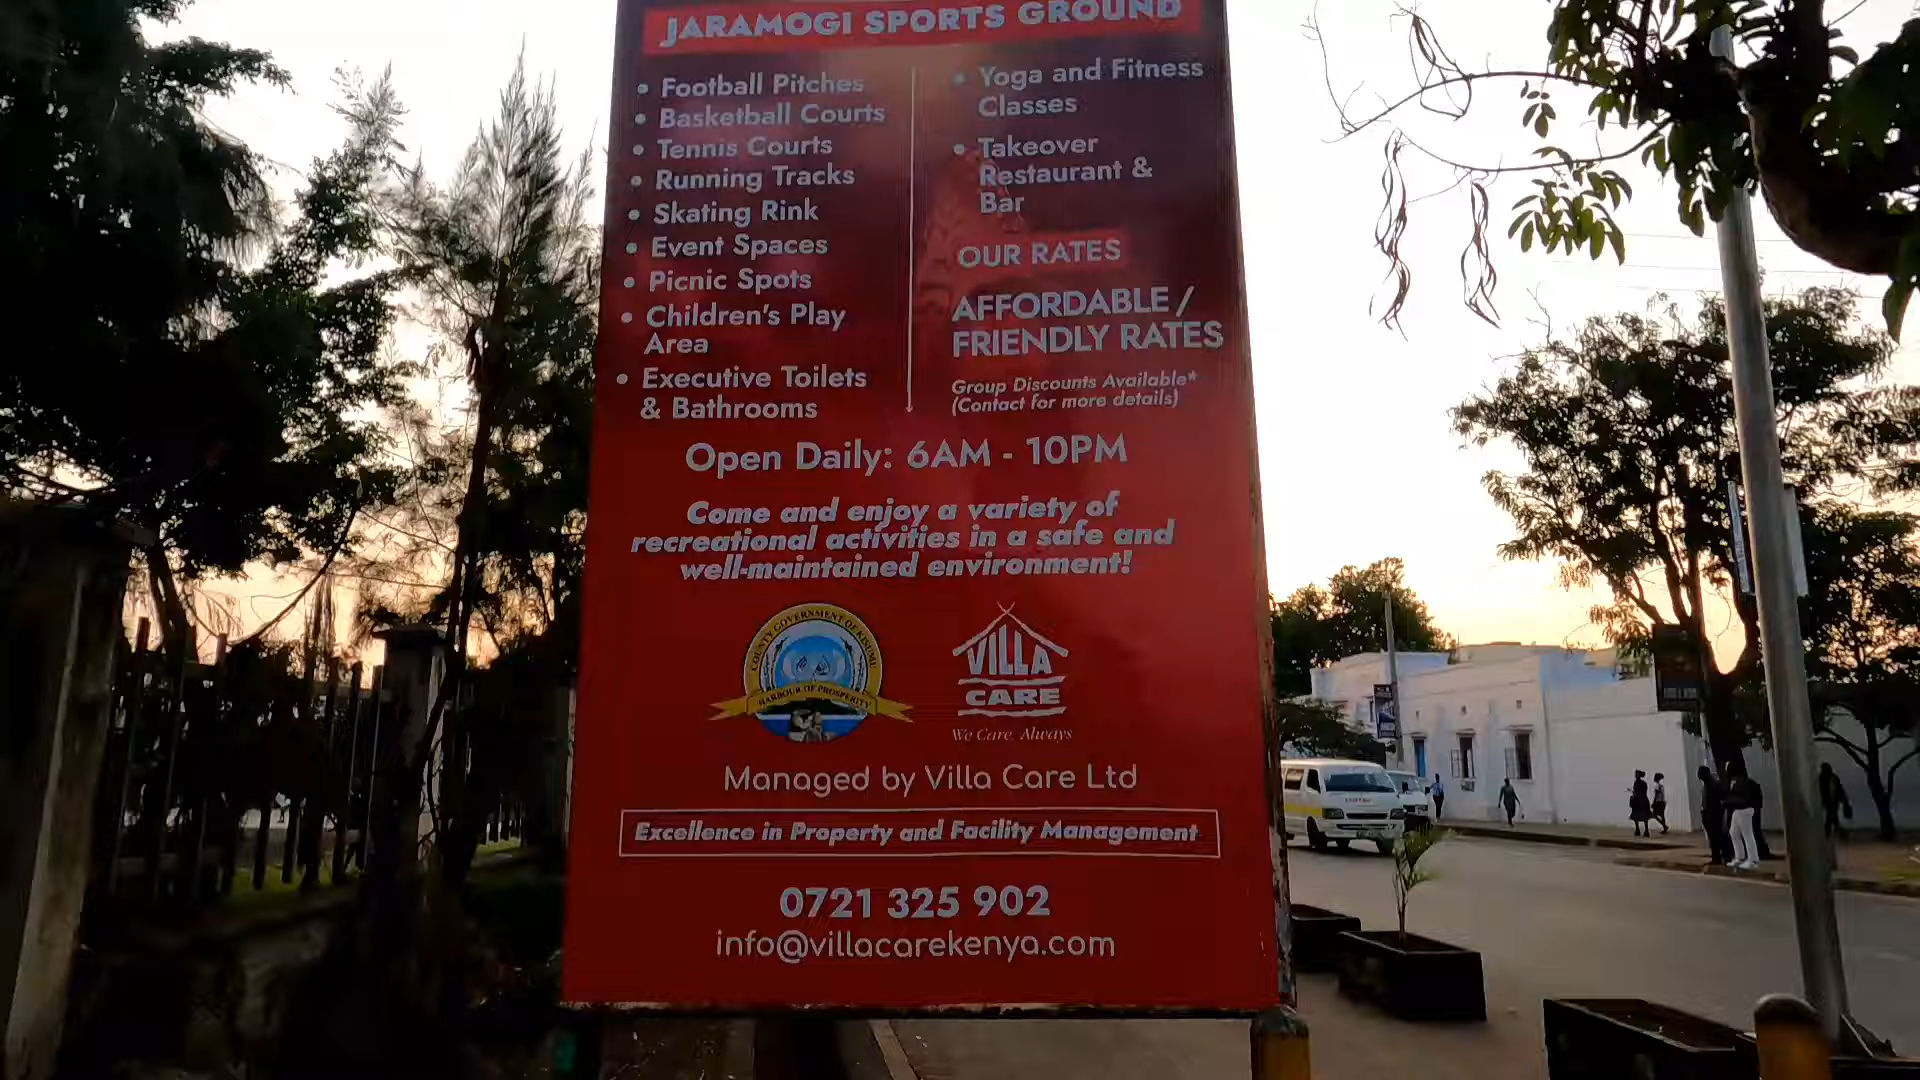 JARAMOGI SPORTS GROUND
• Football Pitches
• Basketball Courts
• Tennis Courts
• Running Tracks
• Skating Rink
• Event Spaces
• Picnic Spots
• Children's Play
Area
• Executive Toilets
& Bathrooms
• Yoga and Fitness
Classes
• Takeover
Restaurant &
Bar
OUR RATES
AFFORDABLE /
FRIENDLY RATES
Group Discounts Available*
(Contact for more details)
Open Daily: 6AM - 10PM
Come and enjoy a variety of
recreational activities in a safe and
well-maintained environment!
COUNTY GOVERNMENT OF KISUMU
HARBOUR OF PROSPERITY
VILLA
CARE
We Care, Always
Managed by Villa Care Ltd
Excellence in Property and Facility Management
0721 325 902
info@villacarekenya.com